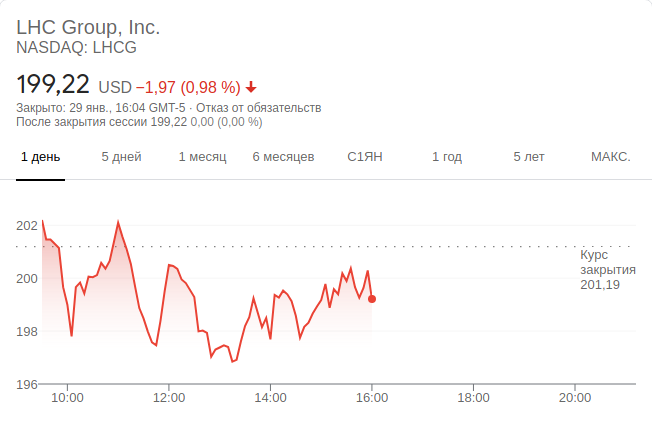 LHC Group, Inc.
NASDAQ: LHCG
199,22 USD −1,97 (0,98 %)
Закрыто: 29 янв., 16:04 GMT-5 · Отказ от обязательств
После закрытия сессии 199,22 0,00 (0,00 %)
1 день 5 дней 1 месяц 6 месяцев С1ЯН 1 год 5 лет МАКС.
202
Курс
закрытия
201,19
200
198
196
10:00 12:00 14:00 16:00 18:00 20:00